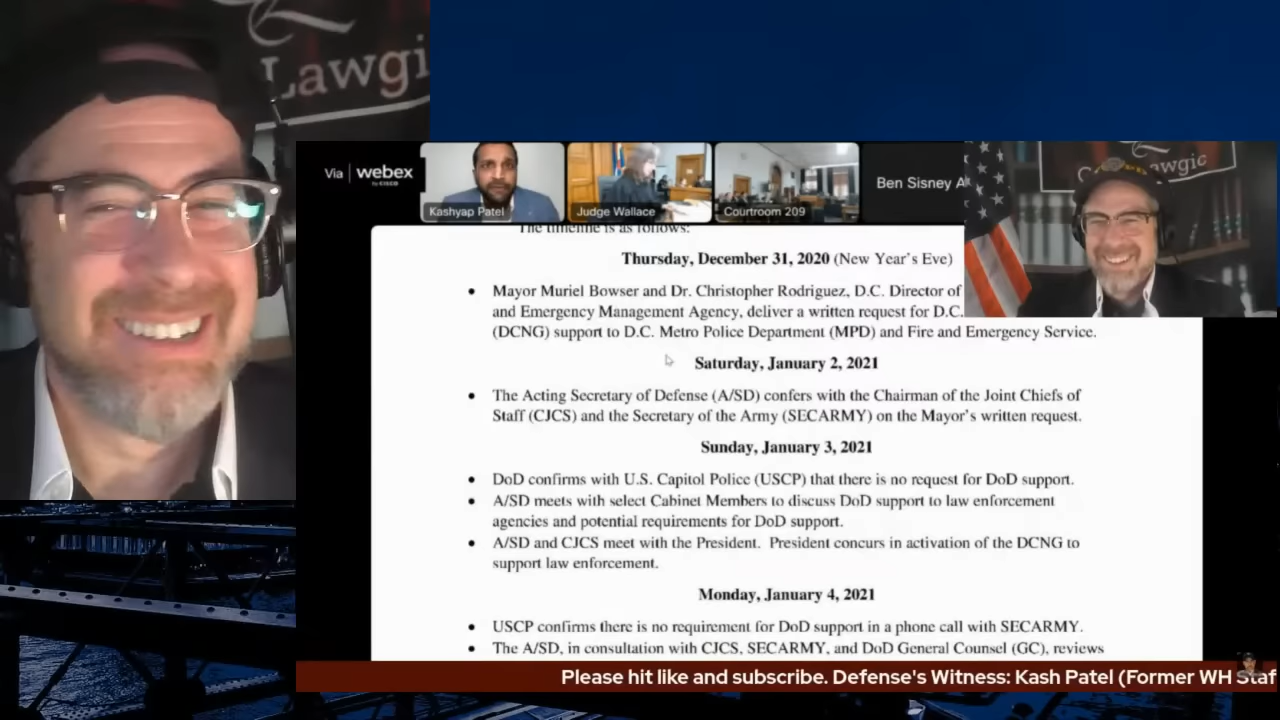 Lawgi
Via webex
by CISCO
Kashyap Patel
Judge Wallace
Courtroom 209
Ben Sisney A
Lawgic
The timeline is as follows:
Thursday, December 31, 2020 (New Year's Eve)
• Mayor Muriel Bowser and Dr. Christopher Rodriguez, D.C. Director of
and Emergency Management Agency, deliver a written request for D.C.
(DCNG) support to D.C. Metro Police Department (MPD) and Fire and Emergency Service.
Saturday, January 2, 2021
• The Acting Secretary of Defense (A/SD) confers with the Chairman of the Joint Chiefs of
Staff (CJCS) and the Secretary of the Army (SECARMY) on the Mayor's written request.
Sunday, January 3, 2021
• DoD confirms with U.S. Capitol Police (USCP) that there is no request for DoD support.
• A/SD meets with select Cabinet Members to discuss DoD support to law enforcement
agencies and potential requirements for DoD support.
• A/SD and CJCS meet with the President. President concurs in activation of the DCNG to
support law enforcement.
Monday, January 4, 2021
• USCP confirms there is no requirement for DoD support in a phone call with SECARMY.
• The A/SD, in consultation with CJCS, SECARMY, and DoD General Counsel (GC), reviews
Please hit like and subscribe. Defense's Witness: Kash Patel (Former WH Staf